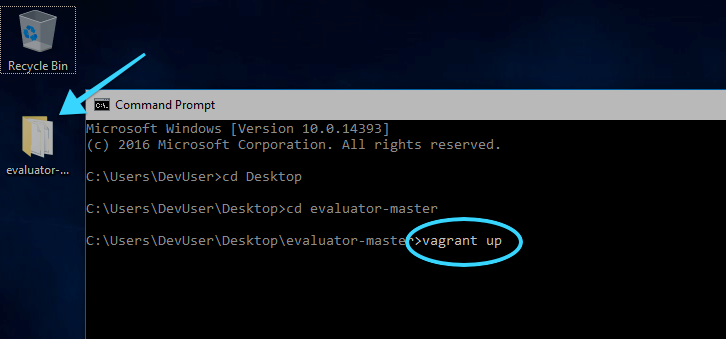 Recycle Bin
evaluator-...
C:\.
Command Prompt
Microsoft Windows [Version 10.0.14393]
(c) 2016 Microsoft Corporation. All rights reserved.
C:\Users\DevUser>cd Desktop
C:\Users\DevUser\Desktop>cd evaluator-master
C:\Users\DevUser\Desktop\evaluator-master>vagrant up